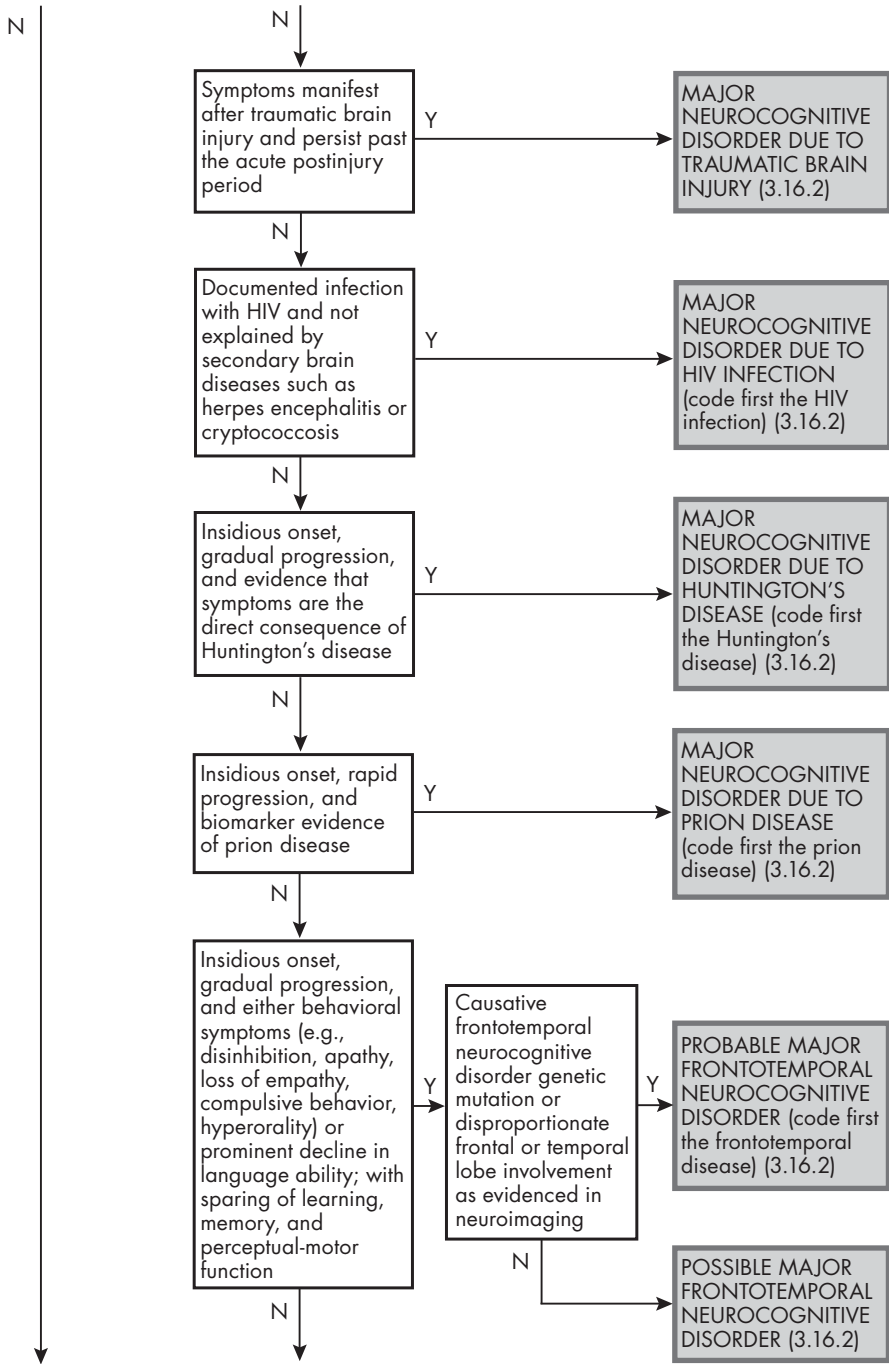 N
N
Symptoms manifest
after traumatic brain
injury and persist past
the acute postinjury
period
Y
MAJOR
NEUROCOGNITIVE
DISORDER DUE TO
TRAUMATIC BRAIN
INJURY (3.16.2)
N
Documented infection
with HIV and not
explained by
secondary brain
diseases such as
herpes encephalitis or
cryptococcosis
Y
MAJOR
NEUROCOGNITIVE
DISORDER DUE TO
HIV INFECTION
(code first the HIV
infection) (3.16.2)
N
Insidious onset,
gradual progression,
and evidence that
symptoms are the
direct consequence of
Huntington’s disease
Y
MAJOR
NEUROCOGNITIVE
DISORDER DUE TO
HUNTINGTON’S
DISEASE (code first
the Huntington’s
disease) (3.16.2)
N
Insidious onset, rapid
progression, and
biomarker evidence
of prion disease
Y
MAJOR
NEUROCOGNITIVE
DISORDER DUE TO
PRION DISEASE
(code first the prion
disease) (3.16.2)
N
Insidious onset,
gradual progression,
and either behavioral
symptoms (e.g.,
disinhibition, apathy,
loss of empathy,
compulsive behavior,
hyperorality) or
prominent decline in
language ability; with
sparing of learning,
memory, and
perceptual-motor
function
Y
Causative
frontotemporal
neurocognitive
disorder genetic
mutation or
disproportionate
frontal or temporal
lobe involvement
as evidenced in
neuroimaging
Y
PROBABLE MAJOR
FRONTOTEMPORAL
NEUROCOGNITIVE
DISORDER (code first
the frontotemporal
disease) (3.16.2)
N
POSSIBLE MAJOR
FRONTOTEMPORAL
NEUROCOGNITIVE
DISORDER (3.16.2)
N